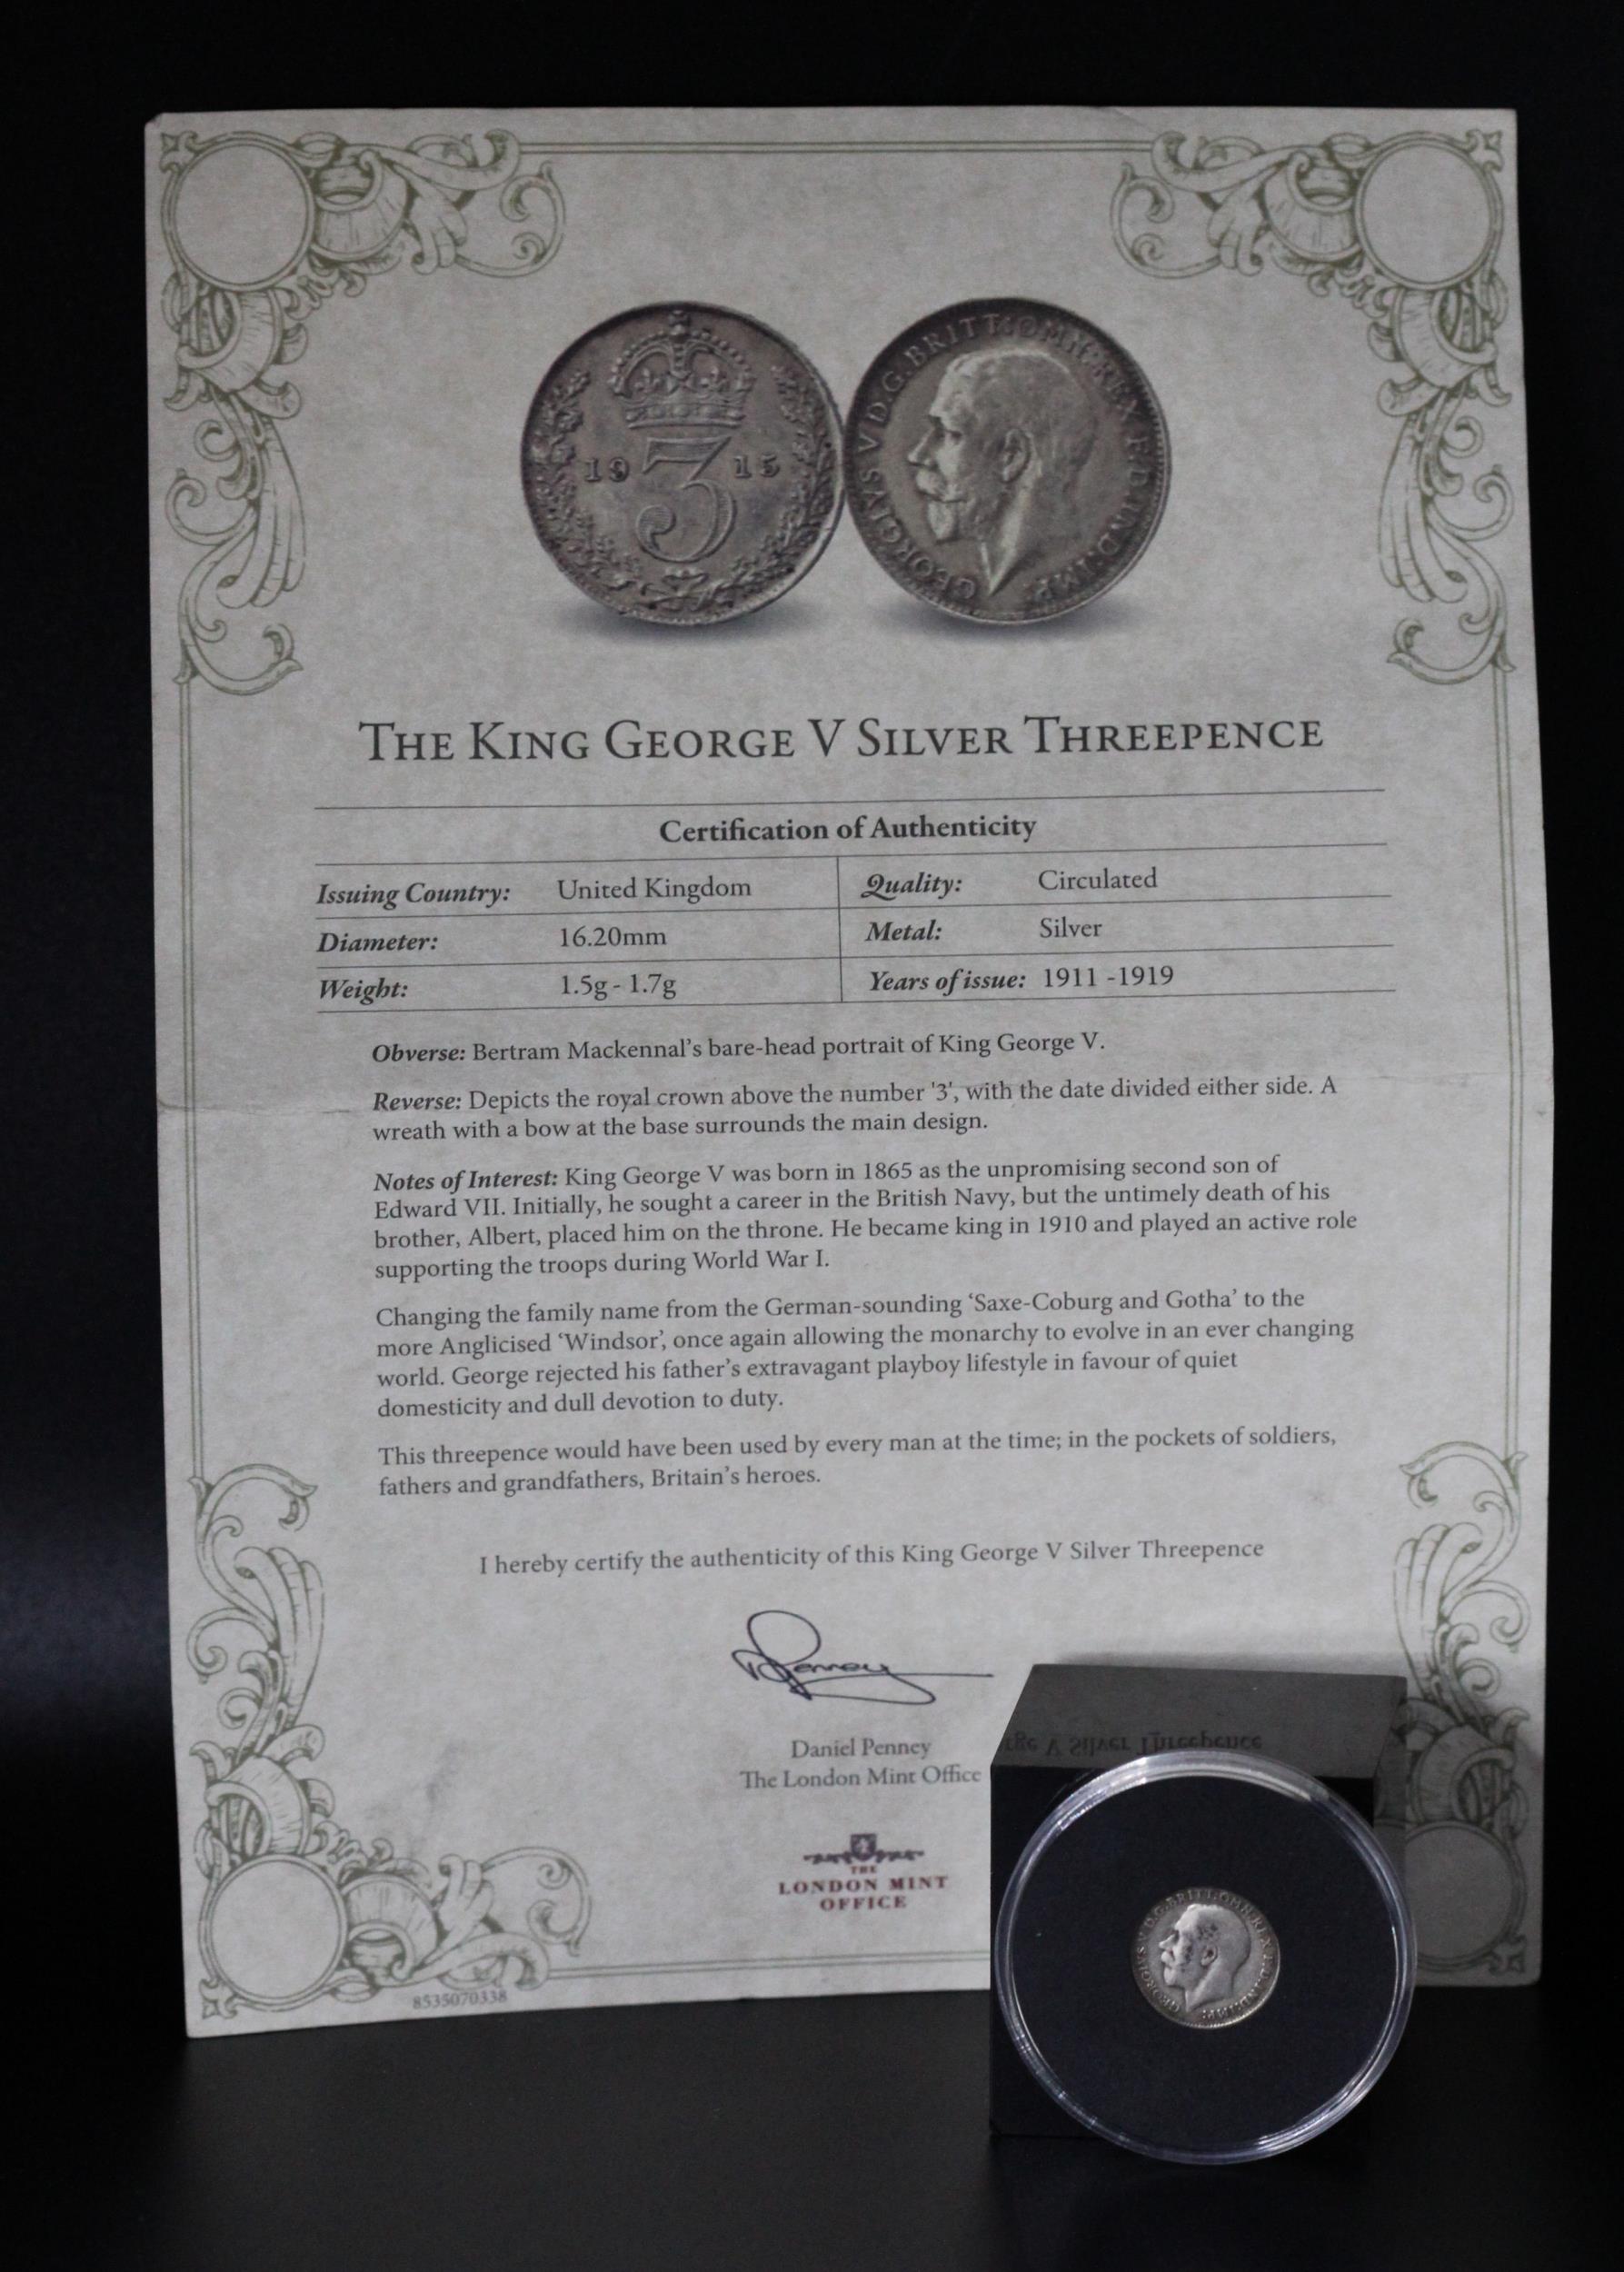 19 3 15
GEORGIVS V D.G. BRITT: OMN: REX F.D. IND: IMP:
THE KING GEORGE V SILVER THREEPENCE
Certification of Authenticity
Issuing Country: United Kingdom Quality: Circulated
Diameter: 16.20mm Metal: Silver
Weight: 1.5g - 1.7g Years of issue: 1911 -1919
Obverse: Bertram Mackennal's bare-head portrait of King George V.
Reverse: Depicts the royal crown above the number '3', with the date divided either side. A
wreath with a bow at the base surrounds the main design.
Notes of Interest: King George V was born in 1865 as the unpromising second son of
Edward VII. Initially, he sought a career in the British Navy, but the untimely death of his
brother, Albert, placed him on the throne. He became king in 1910 and played an active role
supporting the troops during World War I.
Changing the family name from the German-sounding ‘Saxe-Coburg and Gotha’ to the
more Anglicised ‘Windsor’, once again allowing the monarchy to evolve in an ever changing
world. George rejected his father’s extravagant playboy lifestyle in favour of quiet
domesticity and dull devotion to duty.
This threepence would have been used by every man at the time; in the pockets of soldiers,
fathers and grandfathers, Britain’s heroes.
I hereby certify the authenticity of this King George V Silver Threepence
Daniel Penney
The London Mint Office
THE
LONDON MINT
OFFICE
8535070338
GEORGIVS V D.G. BRITT: OMN: REX F.D. IND: IMP: